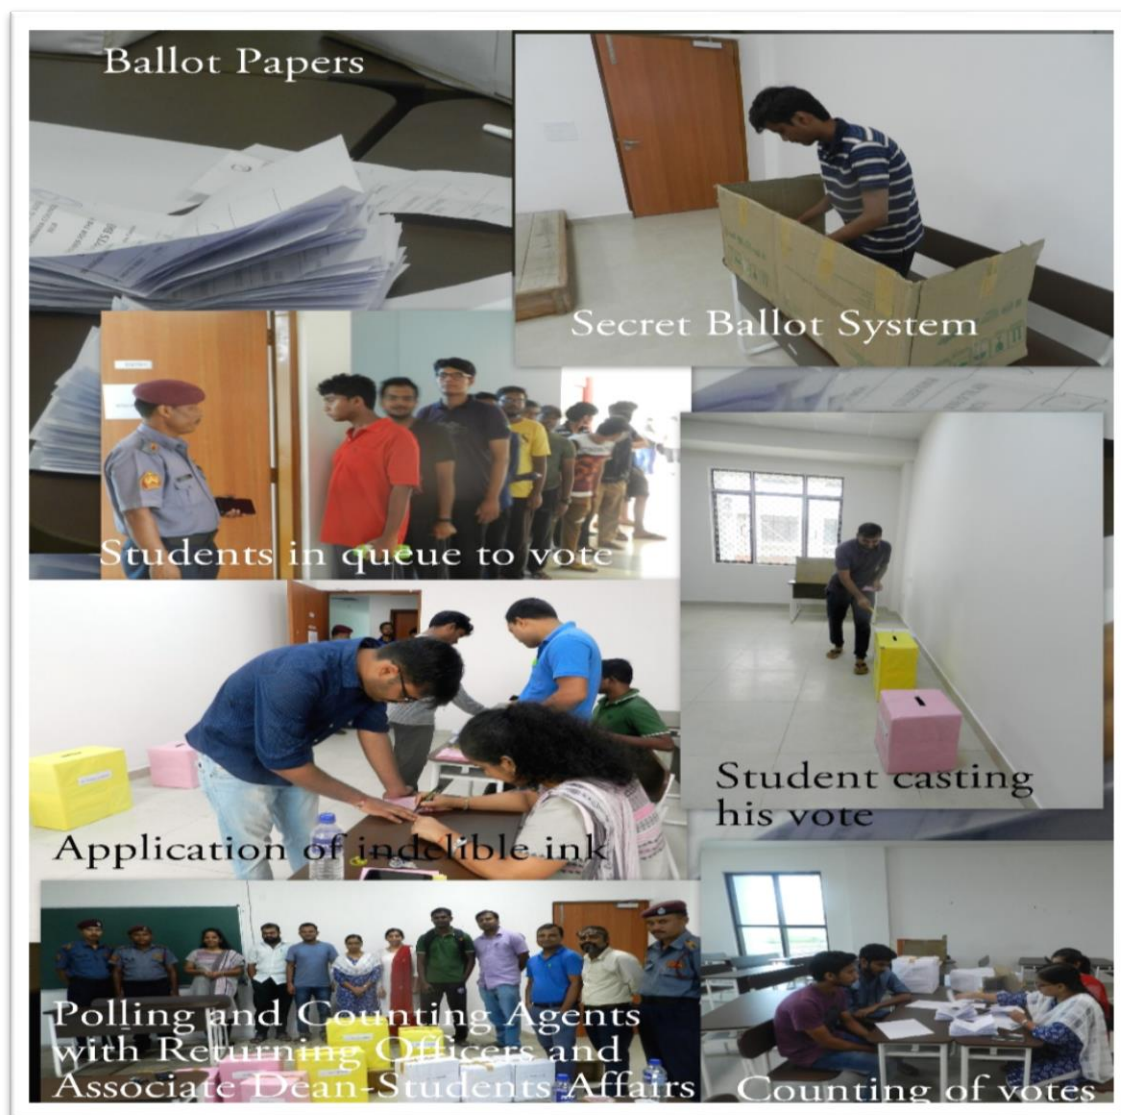 Ballot Papers
Secret Ballot System
Students in queue to vote
Student casting
his vote
Application of indelible ink
Polling and Counting Agents
with Returning Officers and
Associate Dean-Students Affairs
Counting of votes